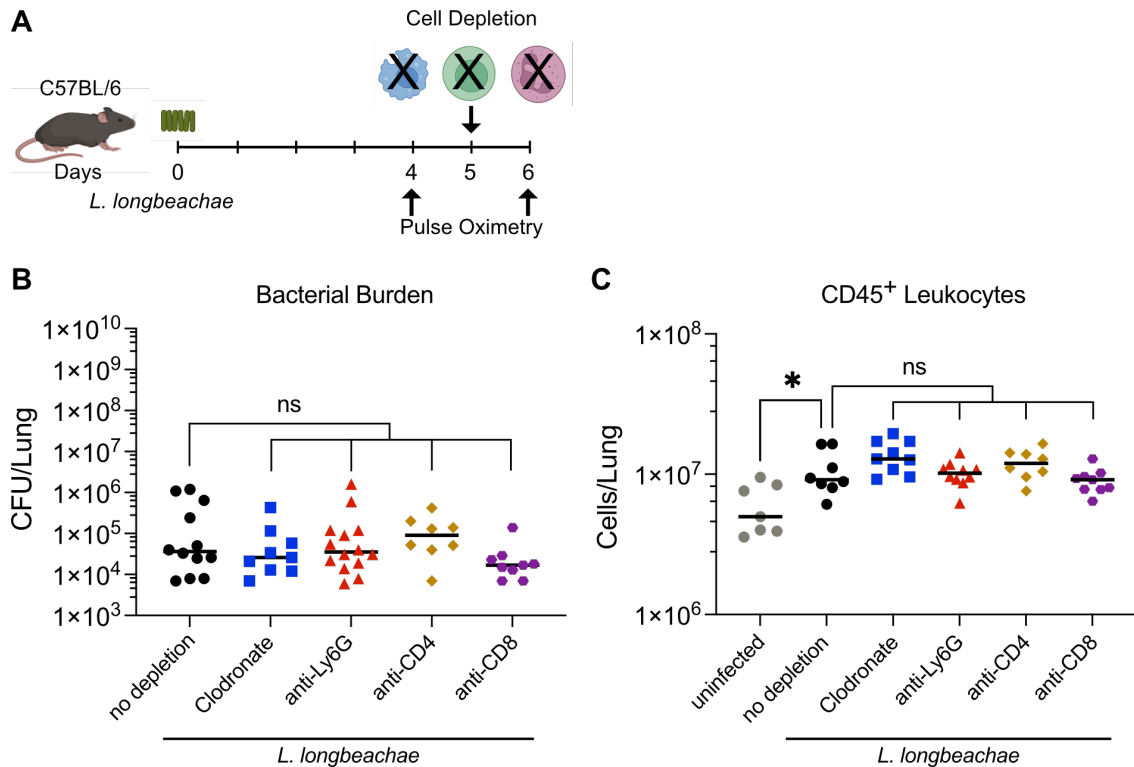 A
Cell Depletion
X X X
C57BL/6
Days
0 4 5 6
L. longbeachae
Pulse Oximetry
B
Bacterial Burden
CFU/Lung
1×10¹⁰
1×10⁹
1×10⁸
1×10⁷
1×10⁶
1×10⁵
1×10⁴
1×10³
ns
no depletion
Clodronate
anti-Ly6G
anti-CD4
anti-CD8
L. longbeachae
C
CD45⁺ Leukocytes
Cells/Lung
1×10⁸
1×10⁷
1×10⁶
*
ns
uninfected
no depletion
Clodronate
anti-Ly6G
anti-CD4
anti-CD8
L. longbeachae